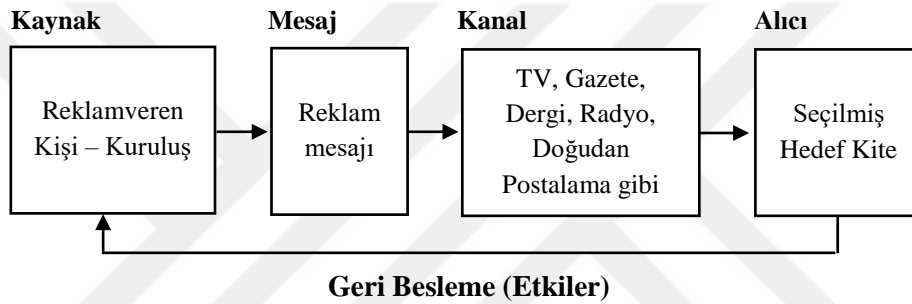 Kaynak Mesaj Kanal Alıcı
Reklamveren
Kişi – Kuruluş
Reklam
mesajı
TV, Gazete,
Dergi, Radyo,
Doğudan
Postalama gibi
Seçilmiş
Hedef Kite
Geri Besleme (Etkiler)